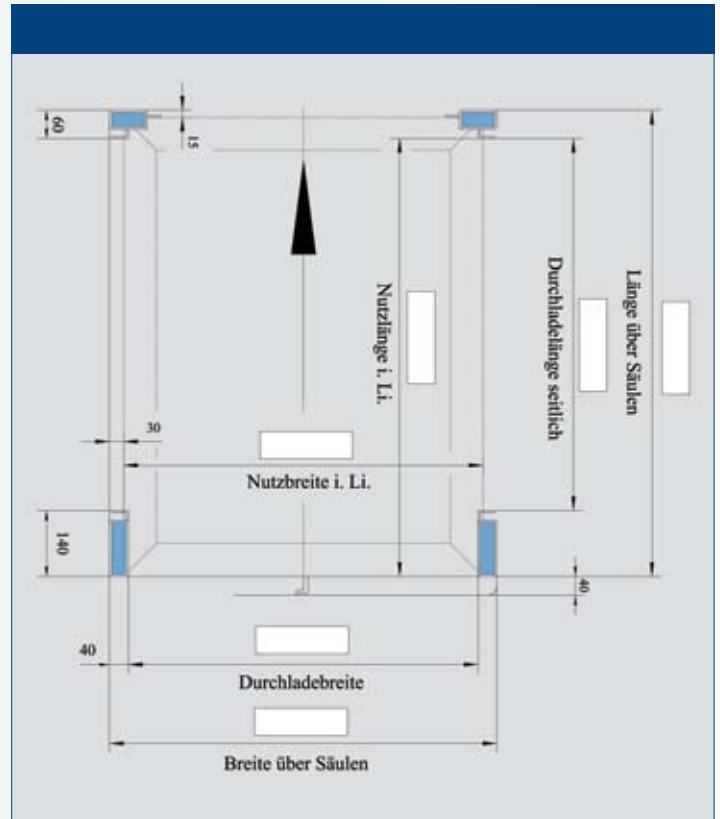 60
15
Nutzlänge i. Li.
Durchladelänge seitlich
Länge über Säulen
30
Nutzbreite i. Li.
140
40
40
Durchladebreite
Breite über Säulen